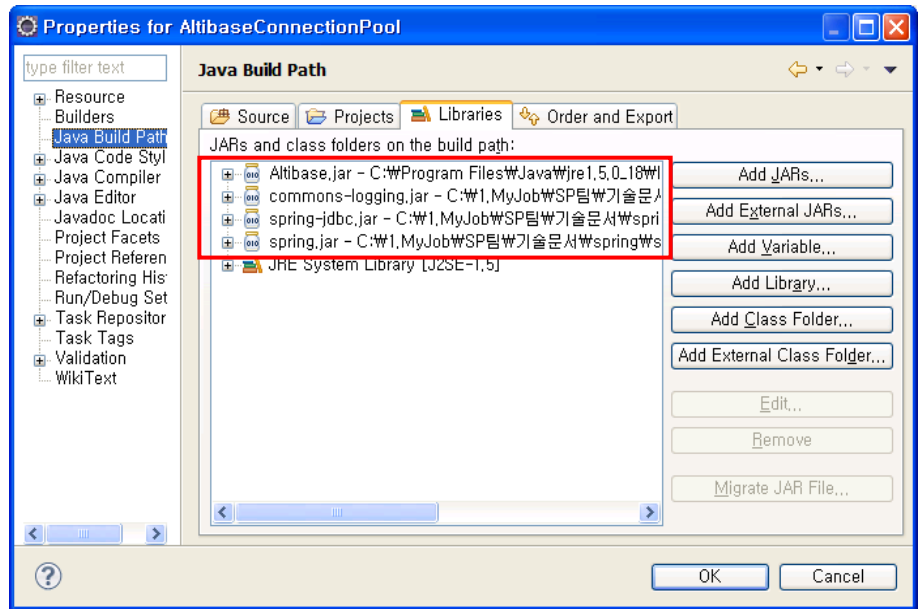 Properties for AltibaseConnectionPool
type filter text
Resource
Builders
Java Build Path
Java Code Styl
Java Compiler
Java Editor
Javadoc Locati
Project Facets
Project Referen
Refactoring His
Run/Debug Set
Task Repositor
Task Tags
Validation
WikiText
Java Build Path
Source
Projects
Libraries
Order and Export
JARs and class folders on the build path:
Altibase.jar - C:₩Program Files₩Java₩jre1.5.0_18₩l
commons-logging.jar - C:₩1.MyJob₩SP팀₩기술문서
spring-jdbc.jar - C:₩1.MyJob₩SP팀₩기술문서₩spri
spring.jar - C:₩1.MyJob₩SP팀₩기술문서₩spring₩s
JRE System Library [J2SE-1.5]
Add JARs...
Add External JARs...
Add Variable...
Add Library...
Add Class Folder...
Add External Class Folder...
Edit...
Remove
Migrate JAR File...
OK
Cancel